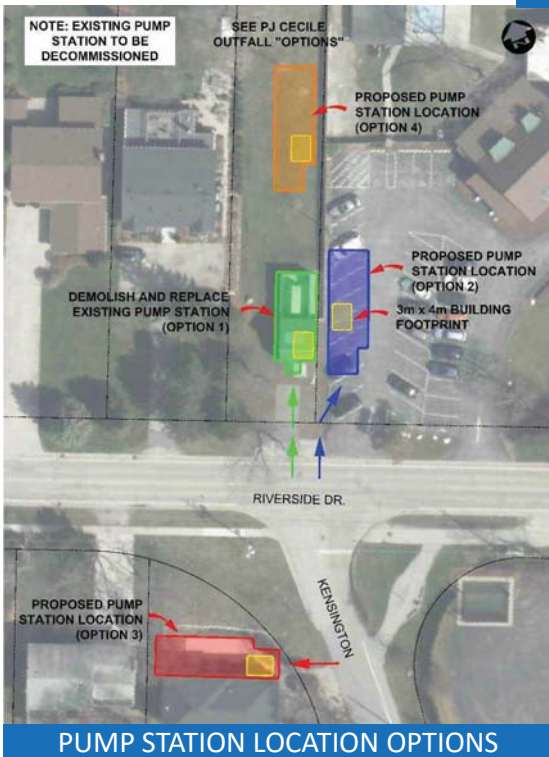 NOTE: EXISTING PUMP
STATION TO BE
DECOMMISSIONED
SEE PJ CECILE
OUTFALL "OPTIONS"
PROPOSED PUMP
STATION LOCATION
(OPTION 4)
PROPOSED PUMP
STATION LOCATION
(OPTION 2)
DEMOLISH AND REPLACE
EXISTING PUMP STATION
(OPTION 1)
3m x 4m BUILDING
FOOTPRINT
RIVERSIDE DR.
KENSINGTON
PROPOSED PUMP
STATION LOCATION
(OPTION 3)
PUMP STATION LOCATION OPTIONS